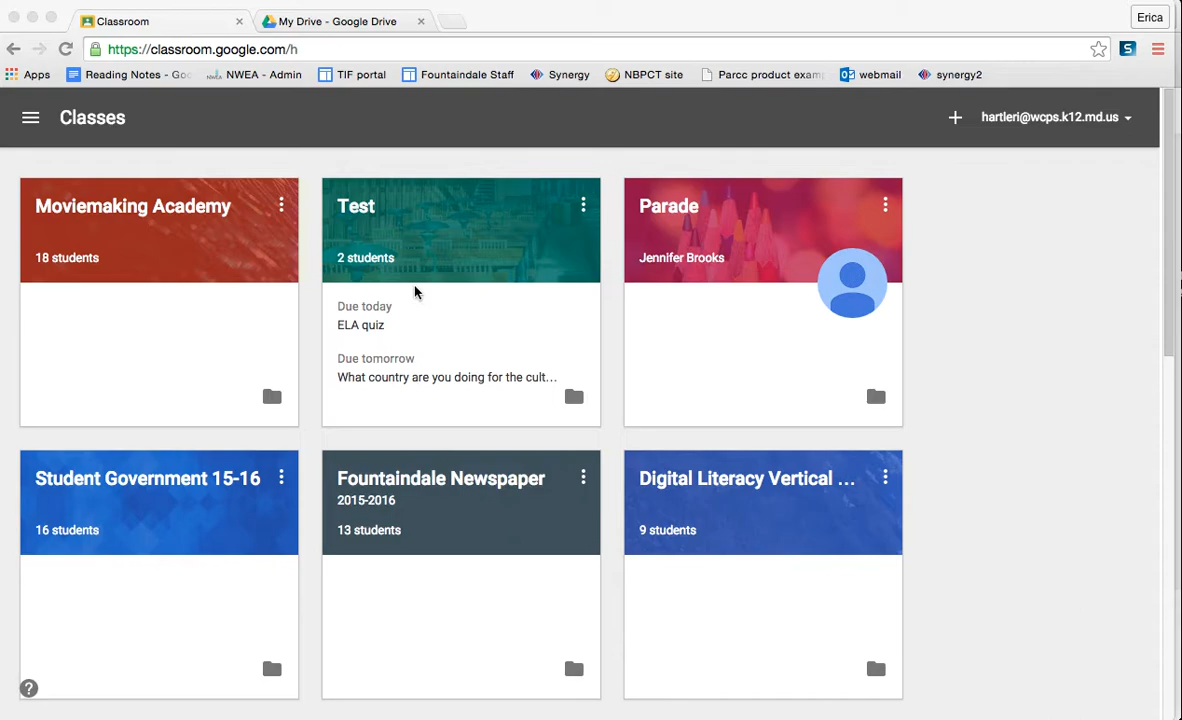 Classroom
My Drive - Google Drive
Erica
https://classroom.google.com/h
S
Apps
Reading Notes - Goo
NWEA - Admin
TIF portal
Fountaindale Staff
Synergy
NBPCT site
Parcc product exam
webmail
synergy2
Classes
hartleri@wcps.k12.md.us
Moviemaking Academy
18 students
Test
2 students
Due today
ELA quiz
Due tomorrow
What country are you doing for the cult...
Parade
Jennifer Brooks
Student Government 15-16
16 students
Fountaindale Newspaper
2015-2016
13 students
Digital Literacy Vertical ...
9 students
?